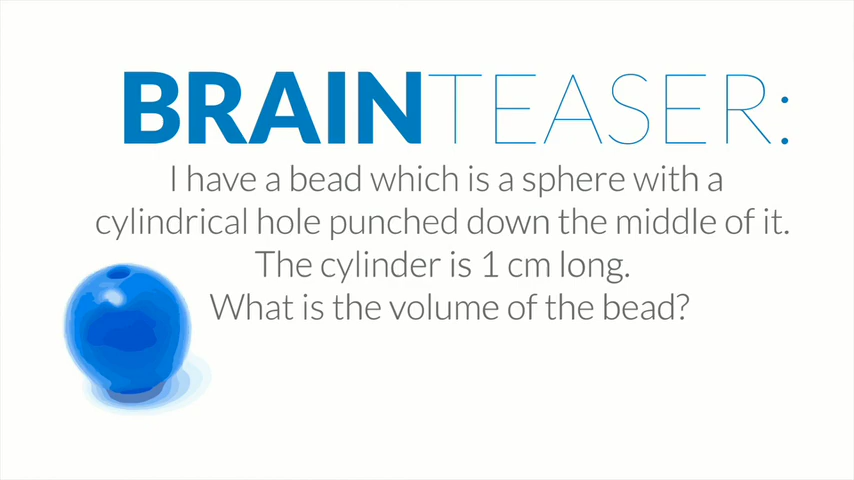 BRAINTEASER:
I have a bead which is a sphere with a
cylindrical hole punched down the middle of it.
The cylinder is 1 cm long.
What is the volume of the bead?